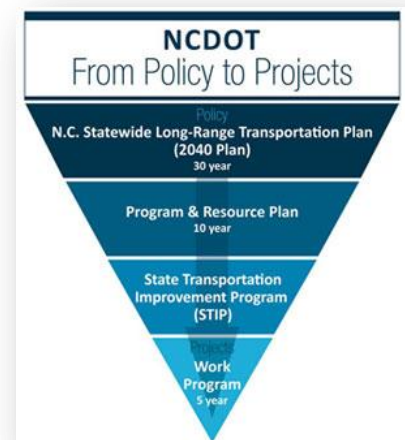 NCDOT
From Policy to Projects
Policy
N.C. Statewide Long-Range Transportation Plan
(2040 Plan)
30 year
Program & Resource Plan
10 year
State Transportation
Improvement Program
(STIP)
Projects
Work
Program
5 year